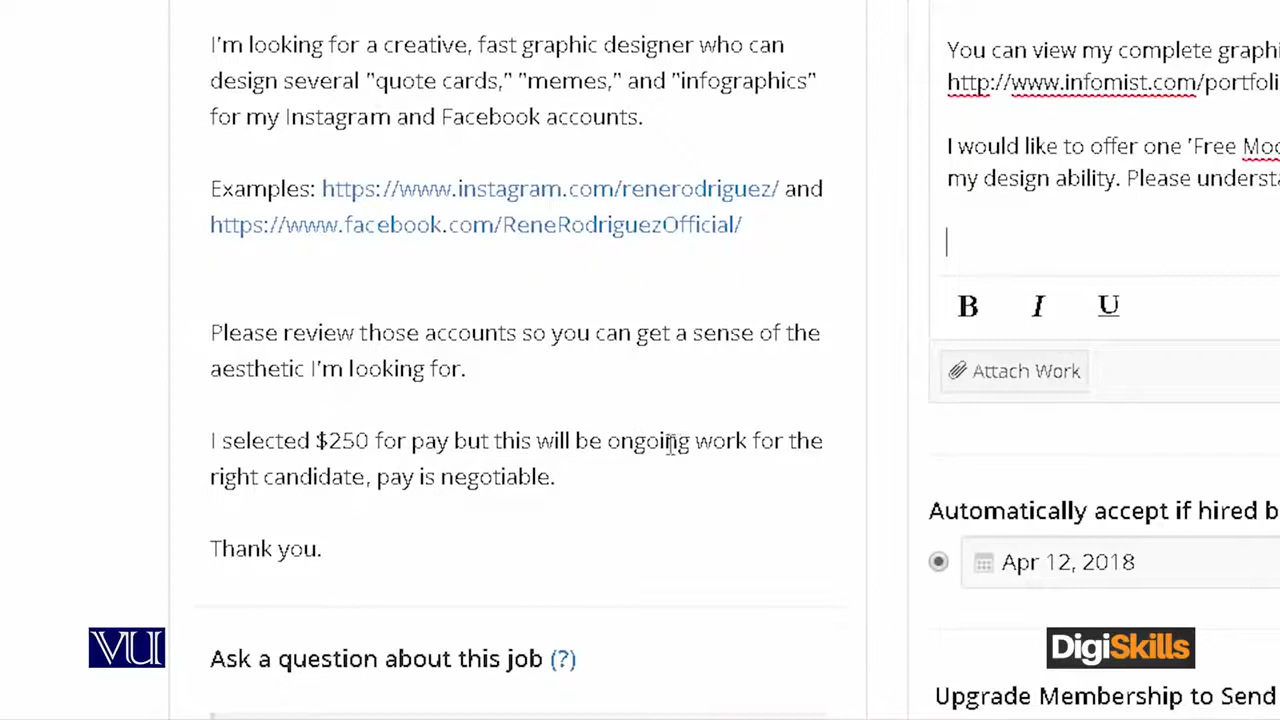 I'm looking for a creative, fast graphic designer who can
design several "quote cards," "memes," and "infographics"
for my Instagram and Facebook accounts.
Examples: https://www.instagram.com/renerodriguez/ and
https://www.facebook.com/ReneRodriguezOfficial/
Please review those accounts so you can get a sense of the
aesthetic I'm looking for.
I selected $250 for pay but this will be ongoing work for the
right candidate, pay is negotiable.
Thank you.
Ask a question about this job (?)
You can view my complete graphi
http://www.infomist.com/portfoli
I would like to offer one 'Free Moc
my design ability. Please understa
B I U
Attach Work
Automatically accept if hired b
Apr 12, 2018
Upgrade Membership to Send
VU
DigiSkills